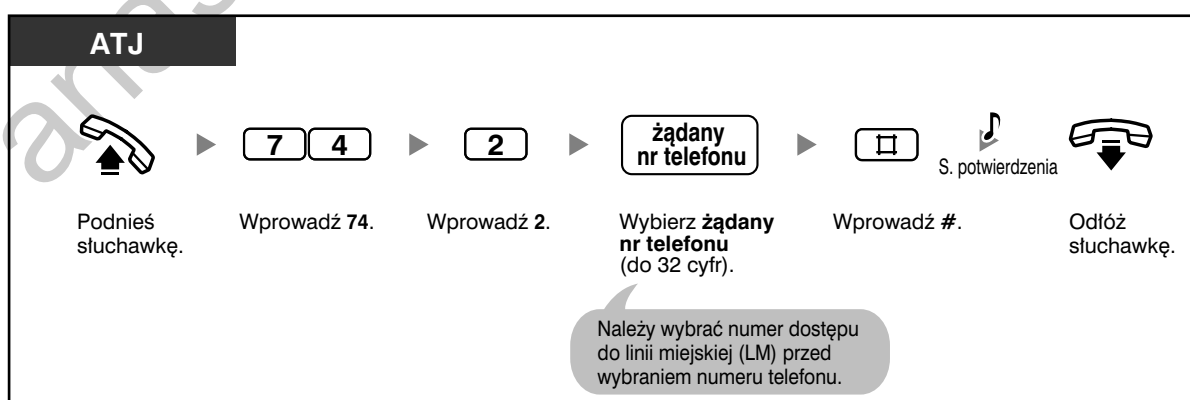 ATJ
7 4
2
żądany
nr telefonu
S. potwierdzenia
Podnieś
słuchawkę.
Wprowadź 74.
Wprowadź 2.
Wybierz żądany
nr telefonu
(do 32 cyfr).
Wprowadź #.
Odłóż
słuchawkę.
Należy wybrać numer dostępu
do linii miejskiej (LM) przed
wybraniem numeru telefonu.